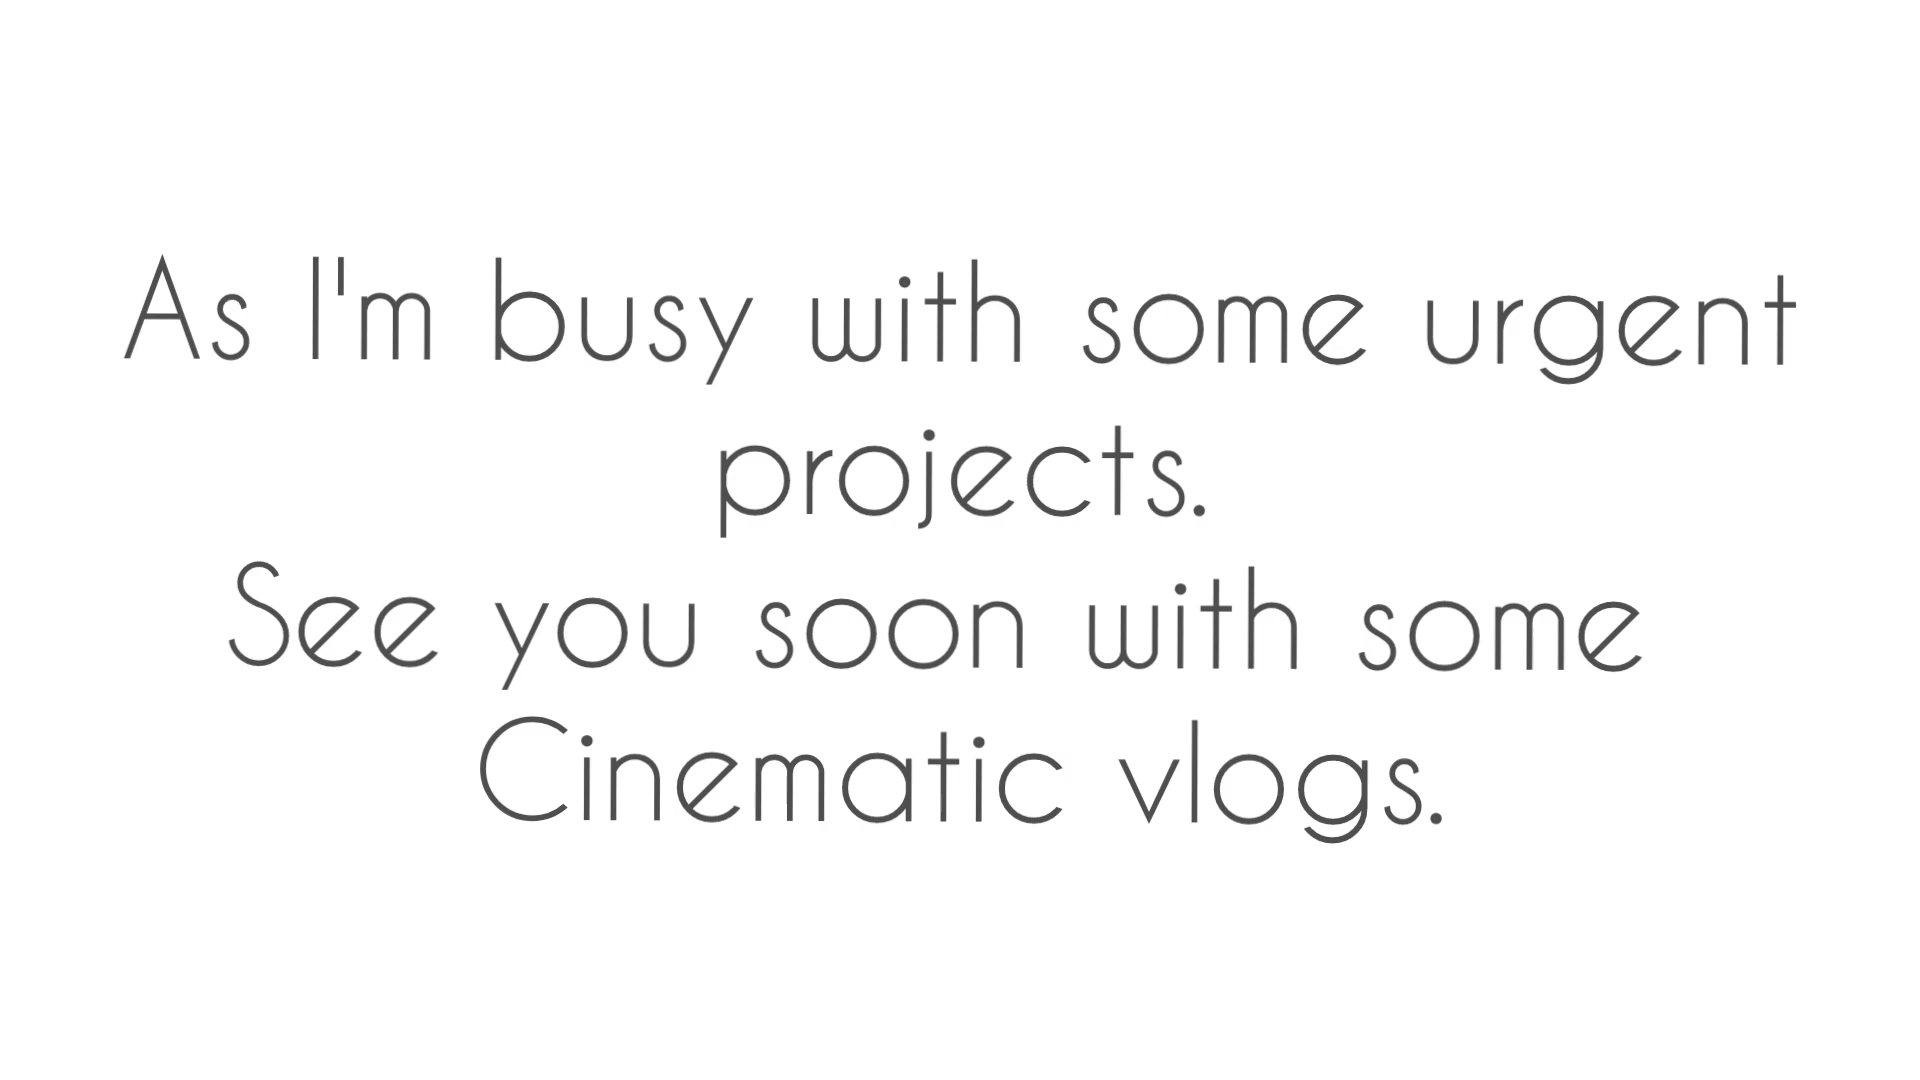 As I'm busy with some urgent
projects.
See you soon with some
Cinematic vlogs.